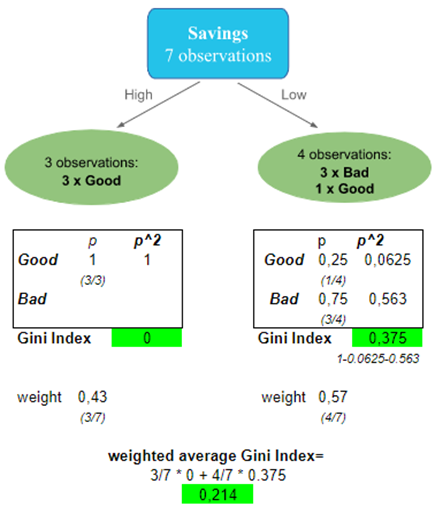 Savings
7 observations
High
Low
3 observations:
3 x Good
4 observations:
3 x Bad
1 x Good
p p^2
Good 1 1
(3/3)
Bad
Gini Index 0
weight 0,43
(3/7)
p p^2
Good 0,25 0,0625
(1/4)
Bad 0,75 0,563
(3/4)
Gini Index 0,375
1-0.0625-0.563
weight 0,57
(4/7)
weighted average Gini Index=
3/7 * 0 + 4/7 * 0.375
0,214